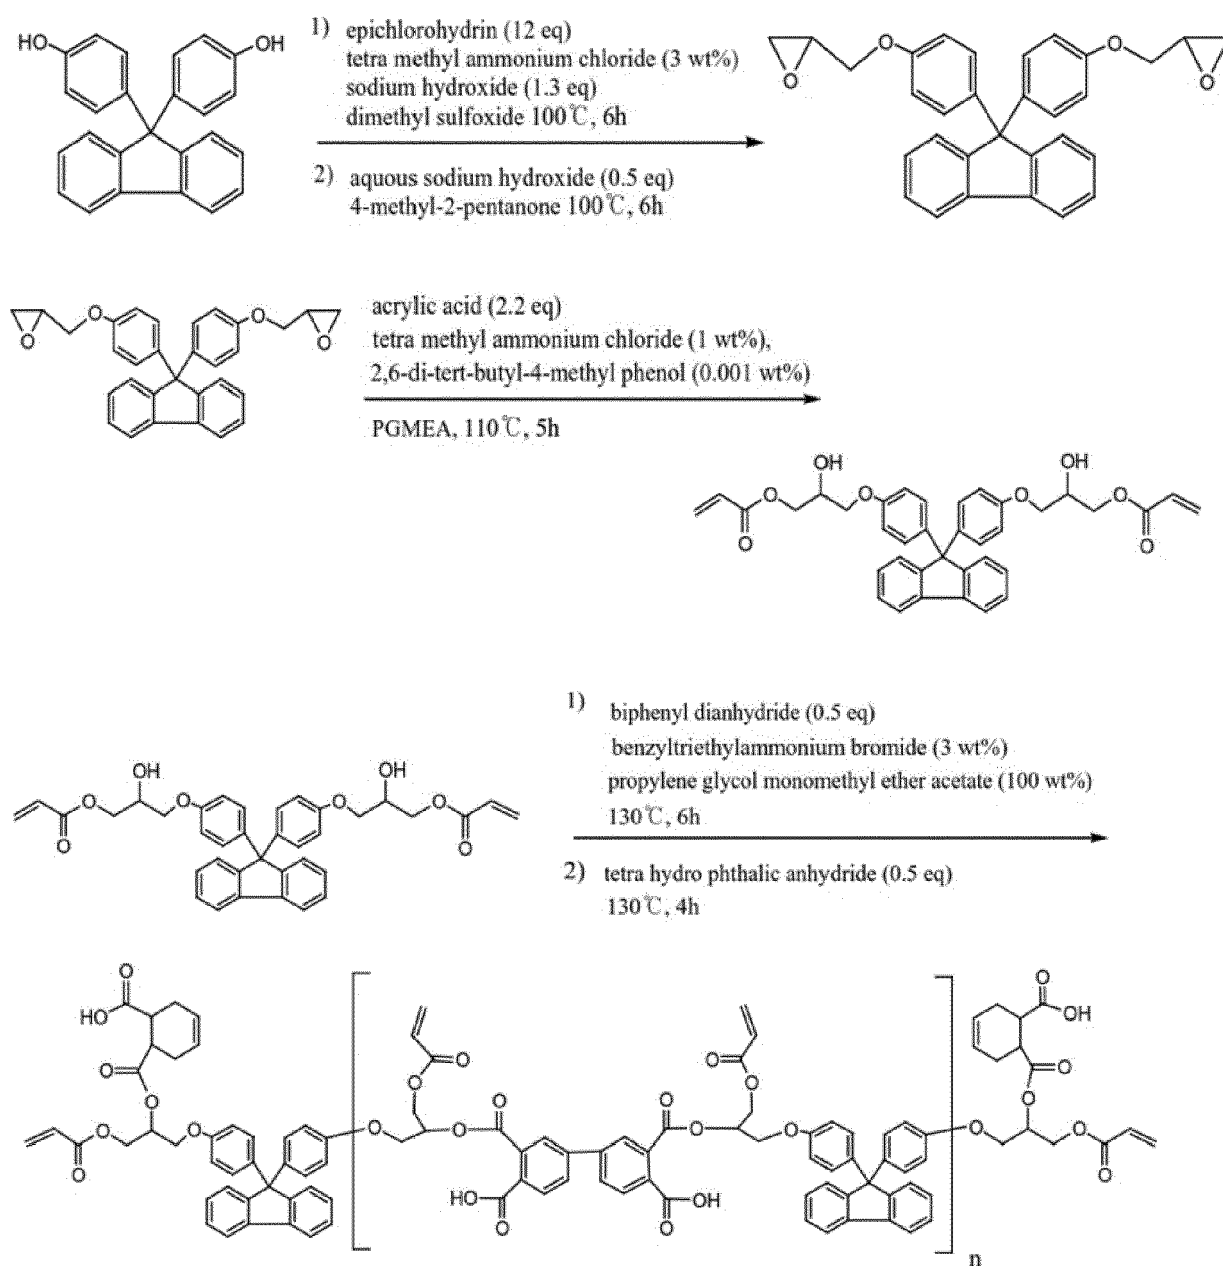 1) epichlorohydrin (12 eq)
tetra methyl ammonium chloride (3 wt%)
sodium hydroxide (1.3 eq)
dimethyl sulfoxide 100℃, 6h
2) aquous sodium hydroxide (0.5 eq)
4-methyl-2-pentanone 100℃, 6h
HO OH
O O O O
O O O O
acrylic acid (2.2 eq)
tetra methyl ammonium chloride (1 wt%),
2,6-di-tert-butyl-4-methyl phenol (0.001 wt%)
PGMEA, 110℃, 5h
OH OH
O O O O
O O
1) biphenyl dianhydride (0.5 eq)
benzyltriethylammonium bromide (3 wt%)
propylene glycol monomethyl ether acetate (100 wt%)
130℃, 6h
2) tetra hydro phthalic anhydride (0.5 eq)
130℃, 4h
OH OH
O O O O
O O
O O
HO OH
O O O O
O O O O
O O
O O O O O O O O
O O
HO OH
O O
n